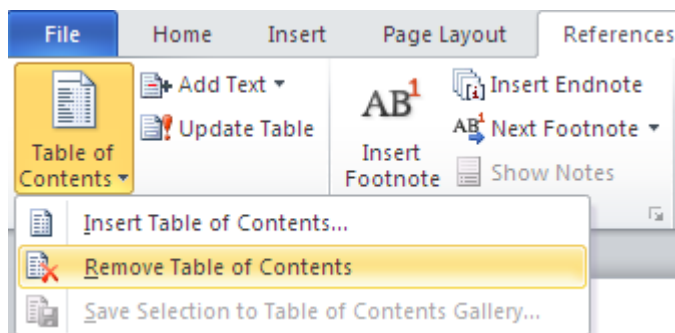 File Home Insert Page Layout References
Add Text
Update Table
Table of
Contents
AB1
Insert
Footnote
Insert Endnote
AB1 Next Footnote
Show Notes
Insert Table of Contents...
Remove Table of Contents
Save Selection to Table of Contents Gallery...